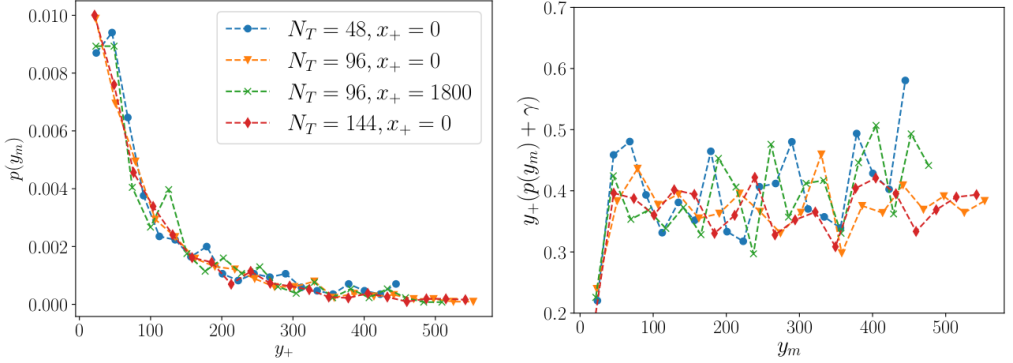 0.010
0.008
0.006
0.004
0.002
0.000
p(y_m)
0 100 200 300 400 500
y_+
N_T = 48, x_+ = 0
N_T = 96, x_+ = 0
N_T = 96, x_+ = 1800
N_T = 144, x_+ = 0
0.7
0.6
0.5
0.4
0.3
0.2
y_+(p(y_m) + γ)
0 100 200 300 400 500
y_m